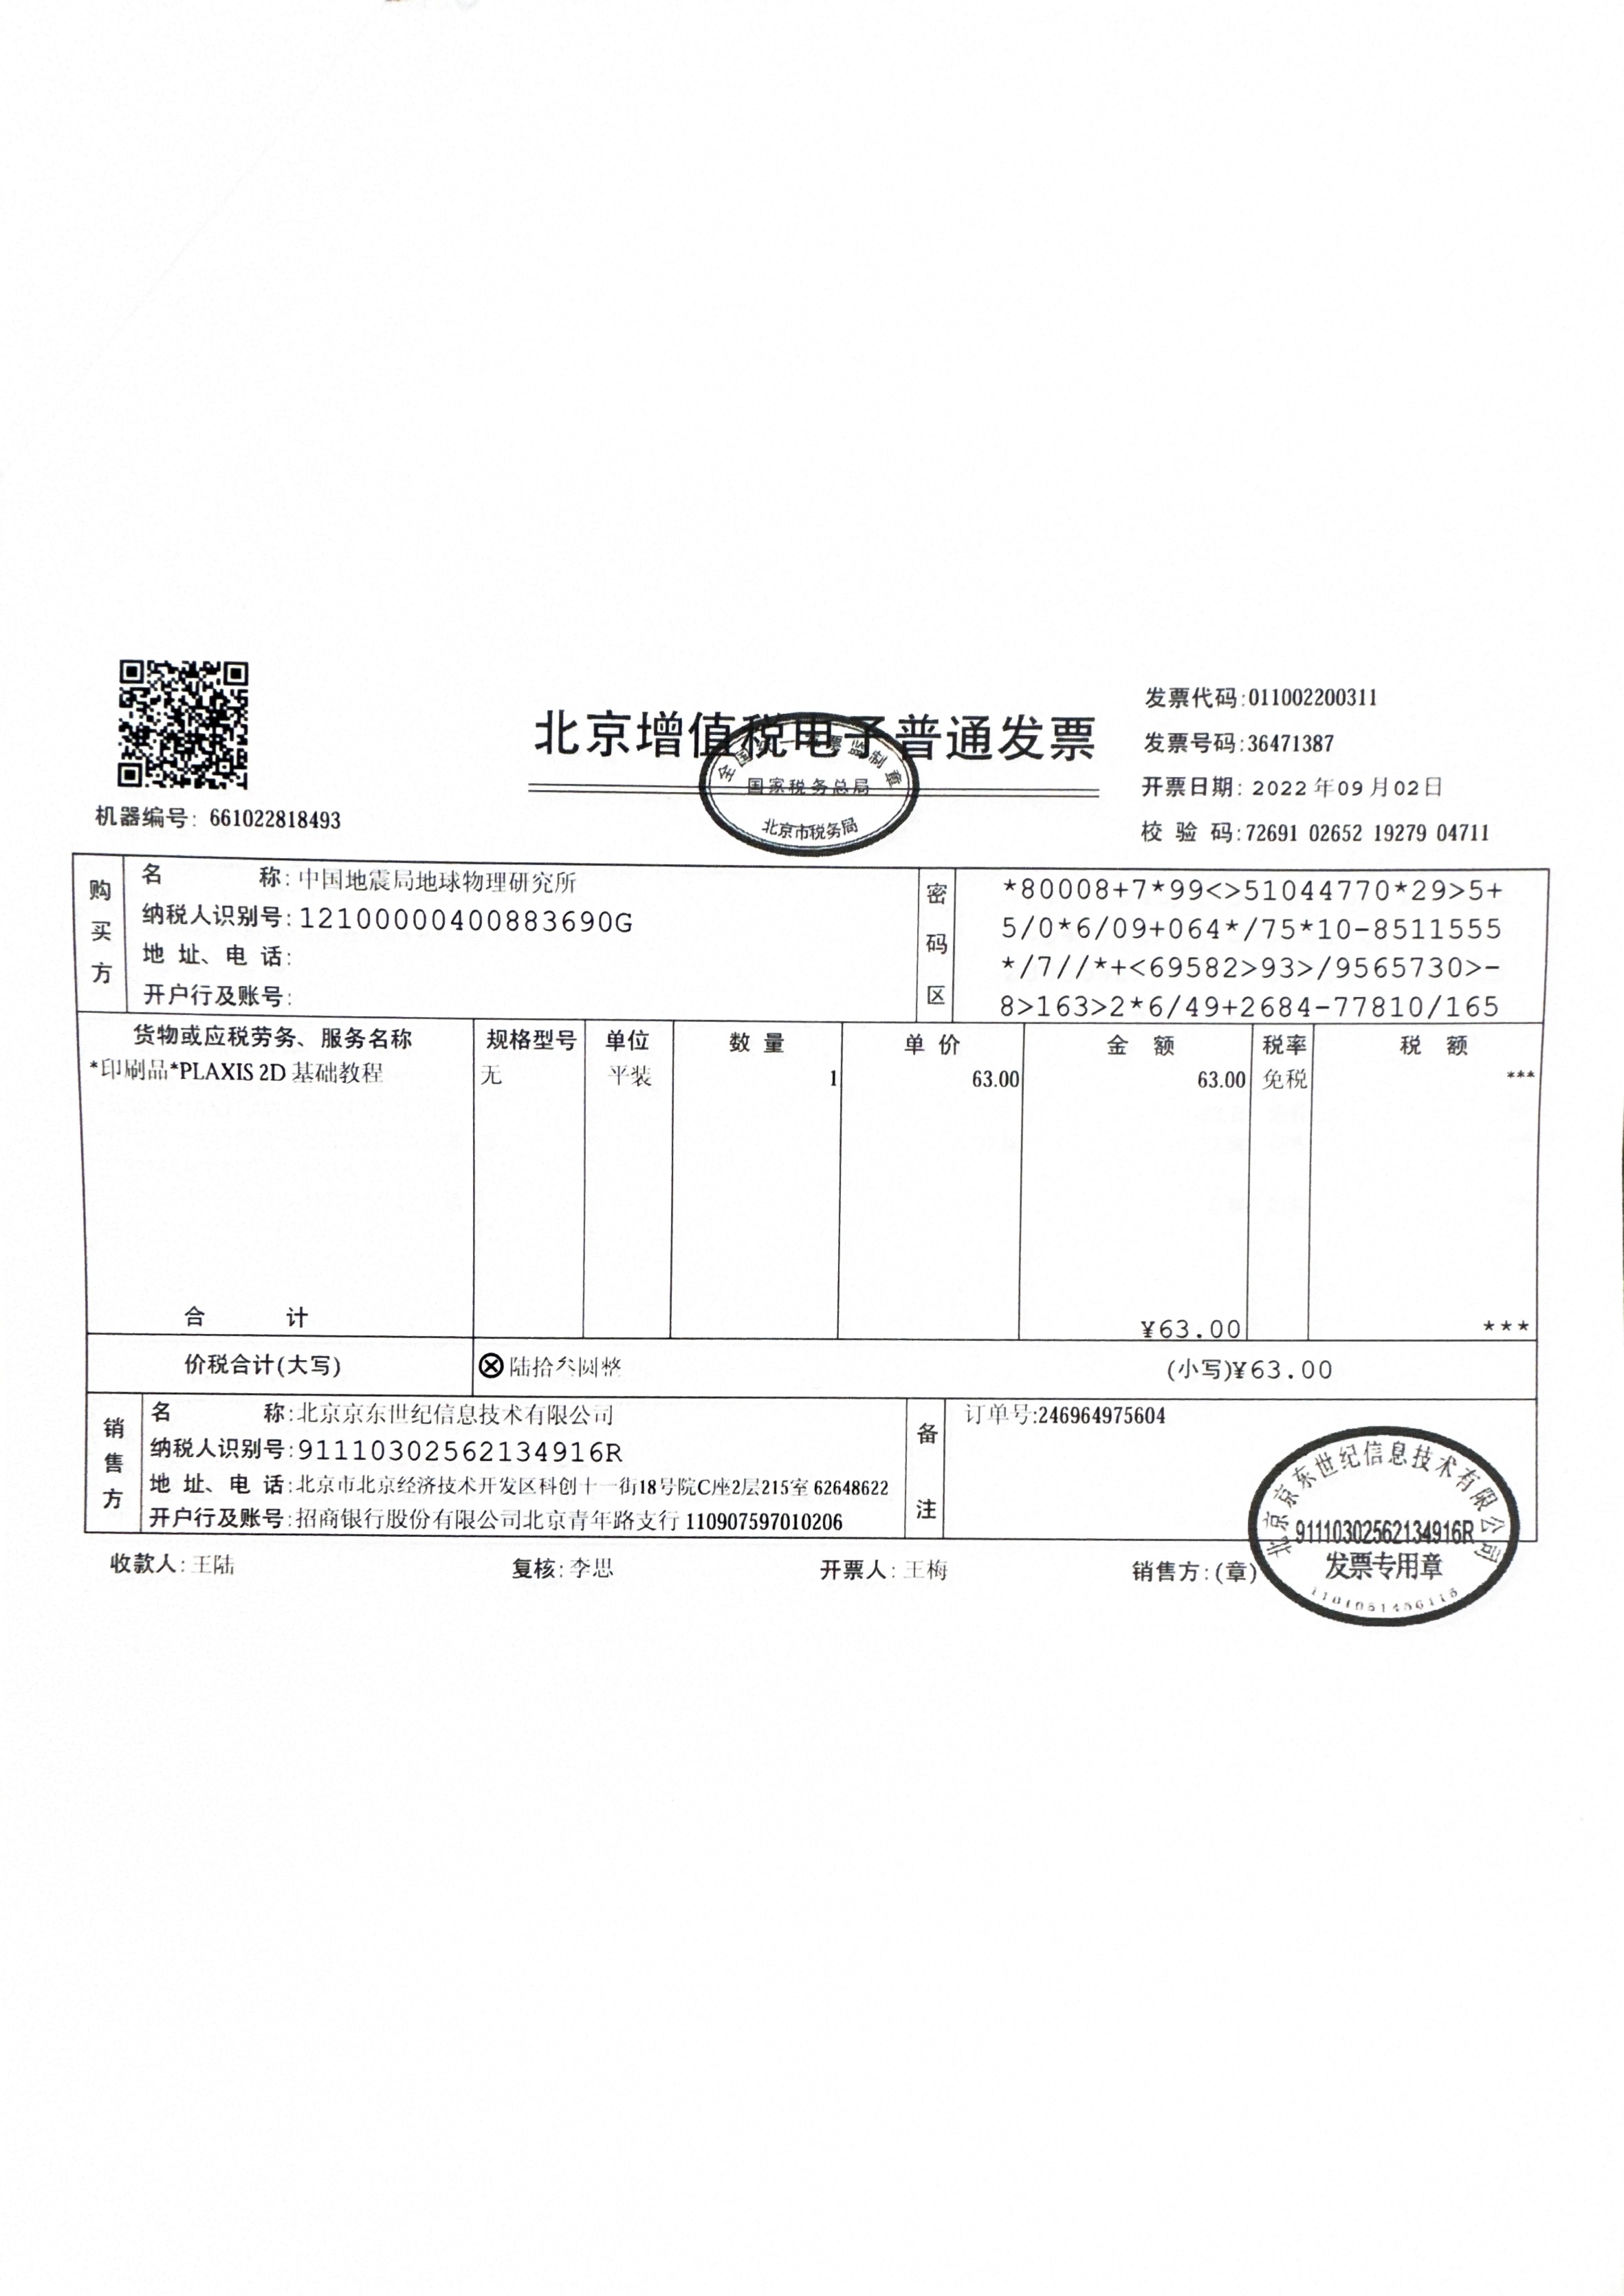 北京增值税电子普通发票
全国统一发票监制章
国家税务总局
北京市税务局
发票代码:011002200311
发票号码:36471387
开票日期: 2022年09月02日
校 验 码:72691 02652 19279 04711
机器编号: 661022818493
购买方
名 称: 中国地震局地球物理研究所
纳税人识别号: 12100000400883690G
地 址、电 话:
开户行及账号:
密码区
*80008+7*99<>51044770*29>5+
5/0*6/09+064*/75*10-8511555
*/7//*+<69582>93>/9565730>-
8>163>2*6/49+2684-77810/165
货物或应税劳务、服务名称 规格型号 单位 数 量 单 价 金 额 税率 税 额
*印刷品*PLAXIS 2D 基础教程 无 平装 1 63.00 63.00 免税 ***
合 计 ¥63.00 ***
价税合计(大写) ⊗陆拾叁圆整 (小写)¥63.00
销售方
名 称:北京京东世纪信息技术有限公司
纳税人识别号:91110302562134916R
地 址、电 话:北京市北京经济技术开发区科创十一街18号院C座2层215室 62648622
开户行及账号:招商银行股份有限公司北京青年路支行 110907597010206
备注
订单号:246964975604
收款人: 王陆 复核: 李思 开票人: 王梅 销售方: (章)
北京京东世纪信息技术有限公司
91110302562134916R
发票专用章